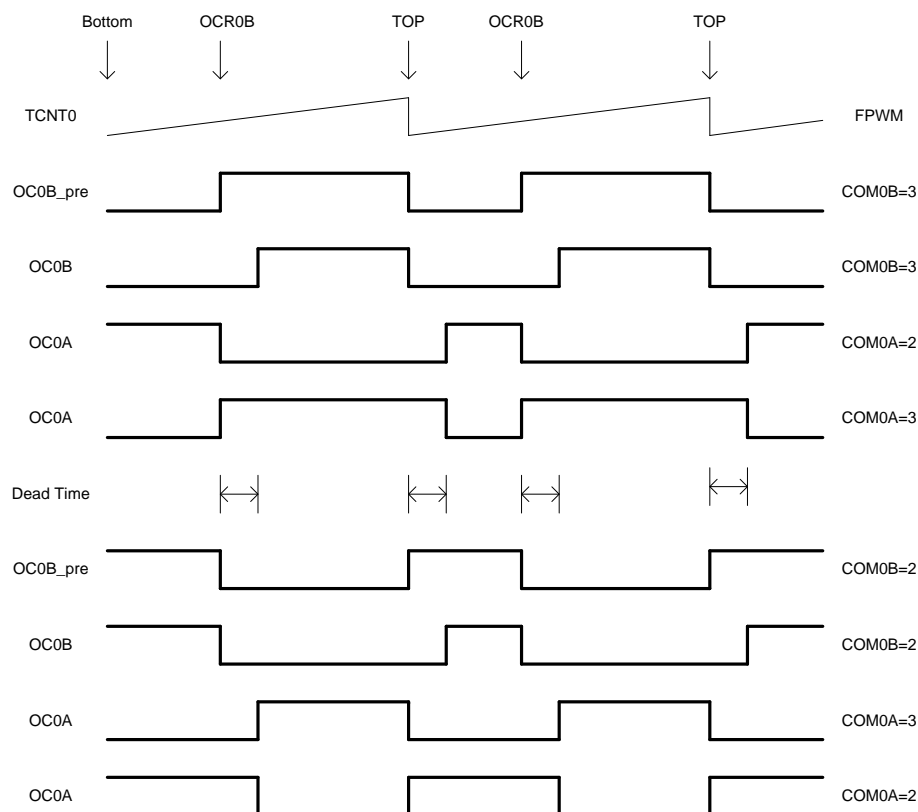 Bottom OCR0B TOP OCR0B TOP
TCNT0 FPWM
OC0B_pre COM0B=3
OC0B COM0B=3
OC0A COM0A=2
OC0A COM0A=3
Dead Time
OC0B_pre COM0B=2
OC0B COM0B=2
OC0A COM0A=3
OC0A COM0A=2